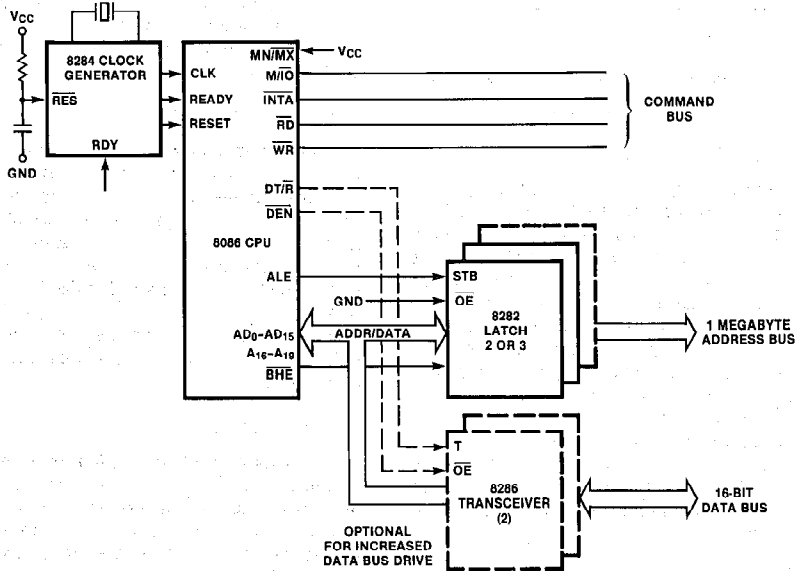 VCC
8284 CLOCK
GENERATOR
RES
RDY
GND
CLK
READY
RESET
MN/MX
VCC
M/IO
INTA
RD
WR
COMMAND
BUS
DT/R
DEN
8086 CPU
ALE
GND
STB
OE
8282
LATCH
2 OR 3
1 MEGABYTE
ADDRESS BUS
AD0-AD15
ADDR/DATA
A16-A19
BHE
T
OE
8286
TRANSCEIVER
(2)
16-BIT
DATA BUS
OPTIONAL
FOR INCREASED
DATA BUS DRIVE